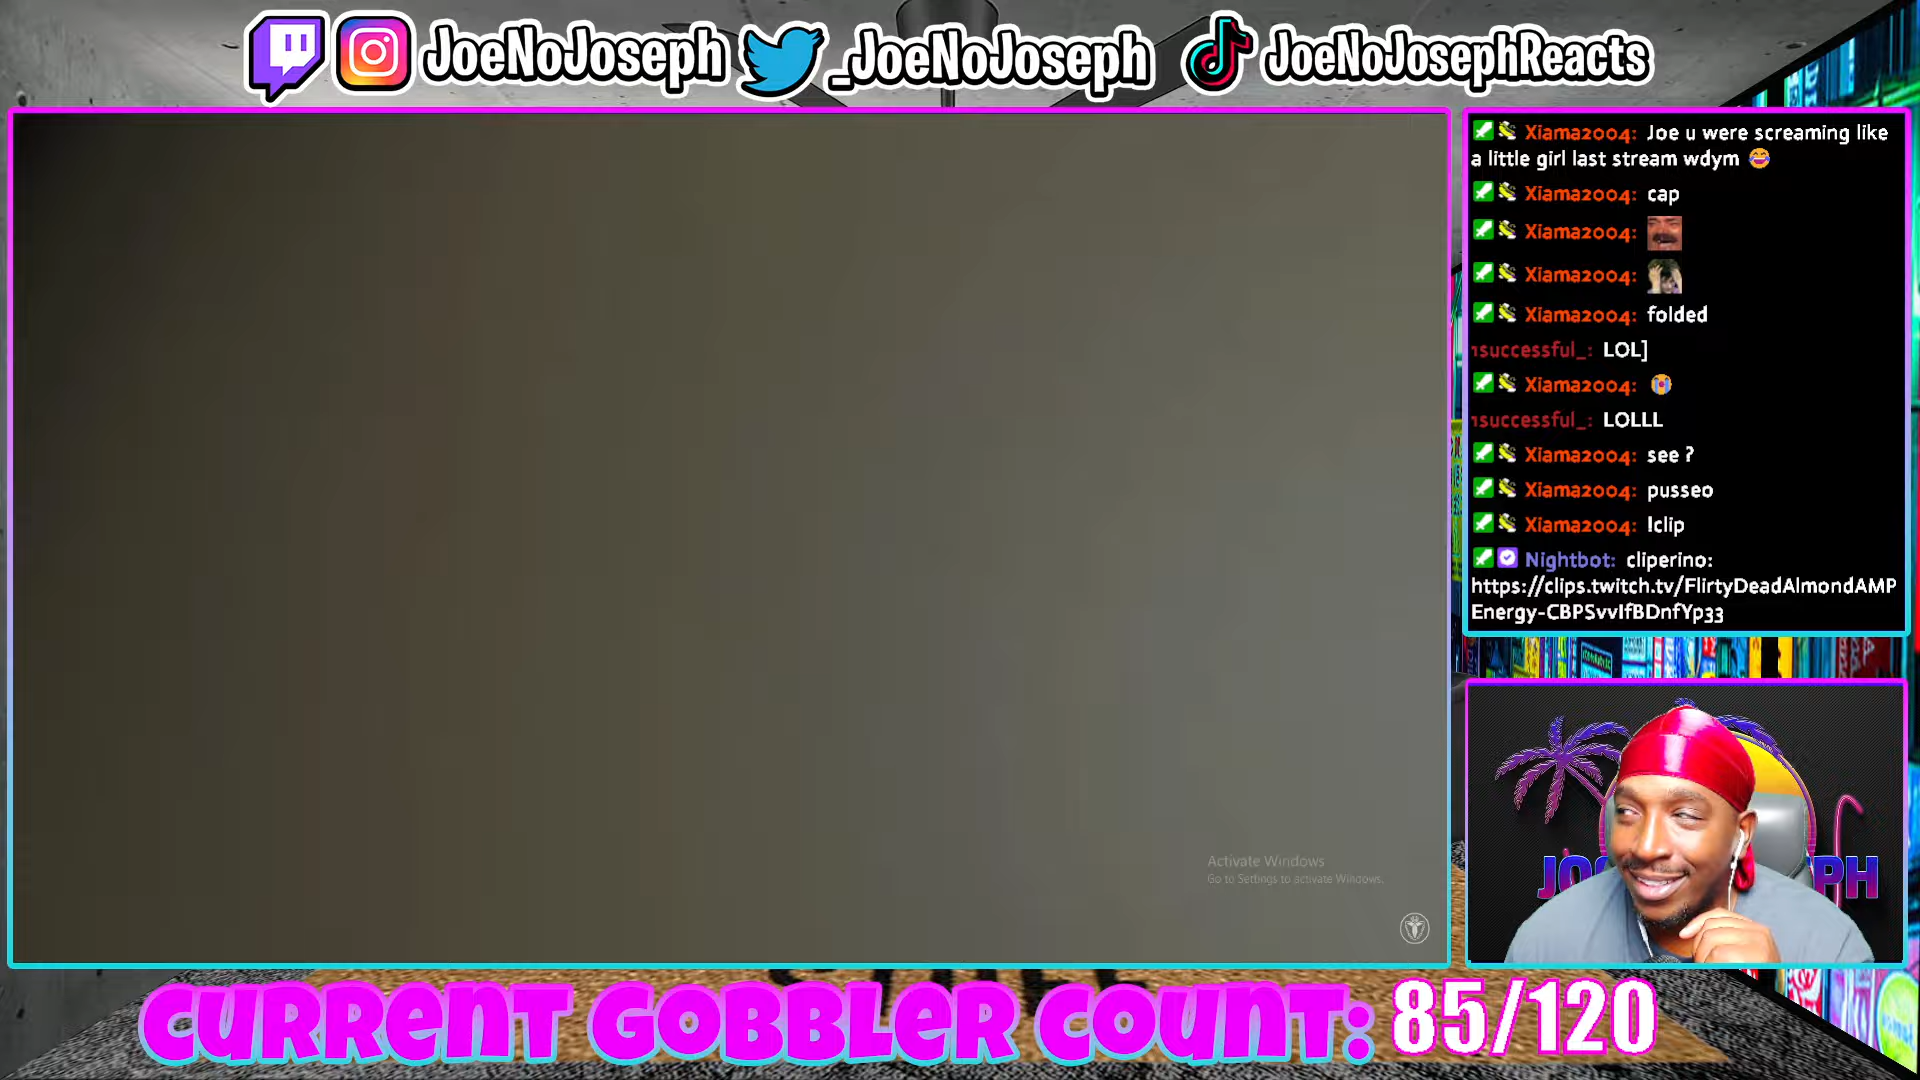 JoeNoJoseph _JoeNoJoseph JoeNoJosephReacts
Xiama2004: Joe u were screaming like
a little girl last stream wdym 😂
Xiama2004: cap
Xiama2004:
Xiama2004:
Xiama2004: folded
successful_: LOL]
Xiama2004: 😭
successful_: LOLLL
Xiama2004: see ?
Xiama2004: pusseo
Xiama2004: !clip
Nightbot: cliperino:
https://clips.twitch.tv/FlirtyDeadAlmondAMP
Energy-CBPSvvIfBDnfYp33
Activate Windows
Go to Settings to activate Windows.
JO PH
CURRENT GOBBLER COUNT: 85/120